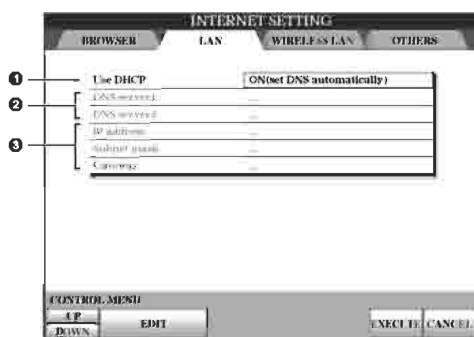 INTERNET SETTING
BROWSER LAN WIRELESS LAN OTHERS
1 Use DHCP ON(set DNS automatically)
2 DNS server1 ...
DNS server2 ...
3 IP address ...
Subnet mask ...
Gateway ...
CONTROL MENU
UP
DOWN
EDIT EXECUTE CANCEL